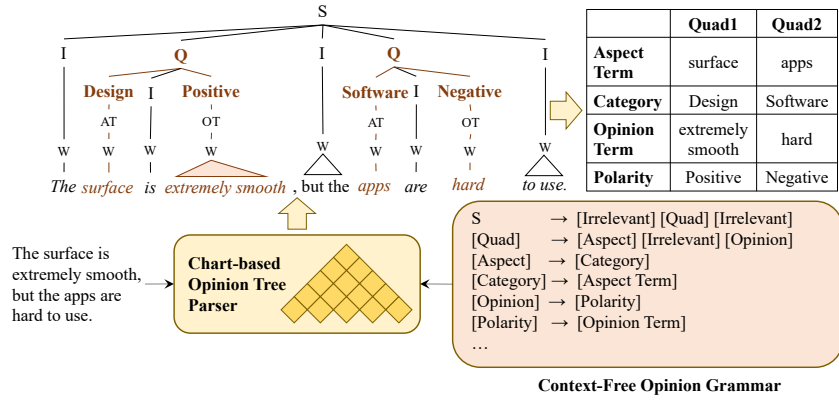 S
I Q I Q I
Design I Positive Software I Negative
AT OT AT OT
W W W W W W W W W
The surface is extremely smooth , but the apps are hard to use.
Quad1 Quad2
Aspect Term surface apps
Category Design Software
Opinion Term extremely smooth hard
Polarity Positive Negative
The surface is
extremely smooth,
but the apps are
hard to use.
Chart-based
Opinion Tree
Parser
S → [Irrelevant] [Quad] [Irrelevant]
[Quad] → [Aspect] [Irrelevant] [Opinion]
[Aspect] → [Category]
[Category] → [Aspect Term]
[Opinion] → [Polarity]
[Polarity] → [Opinion Term]
…
Context-Free Opinion Grammar